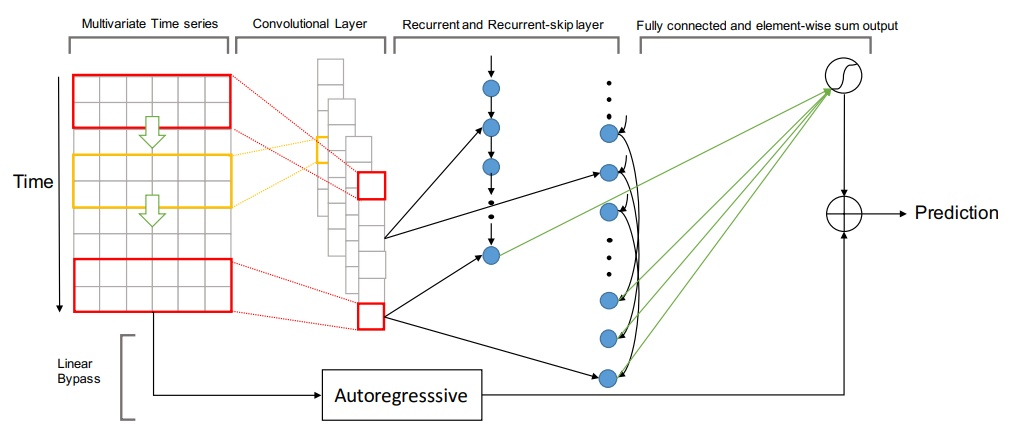 Multivariate Time series
Convolutional Layer
Recurrent and Recurrent-skip layer
Fully connected and element-wise sum output
Time
Prediction
Linear
Bypass
Autoregresssive